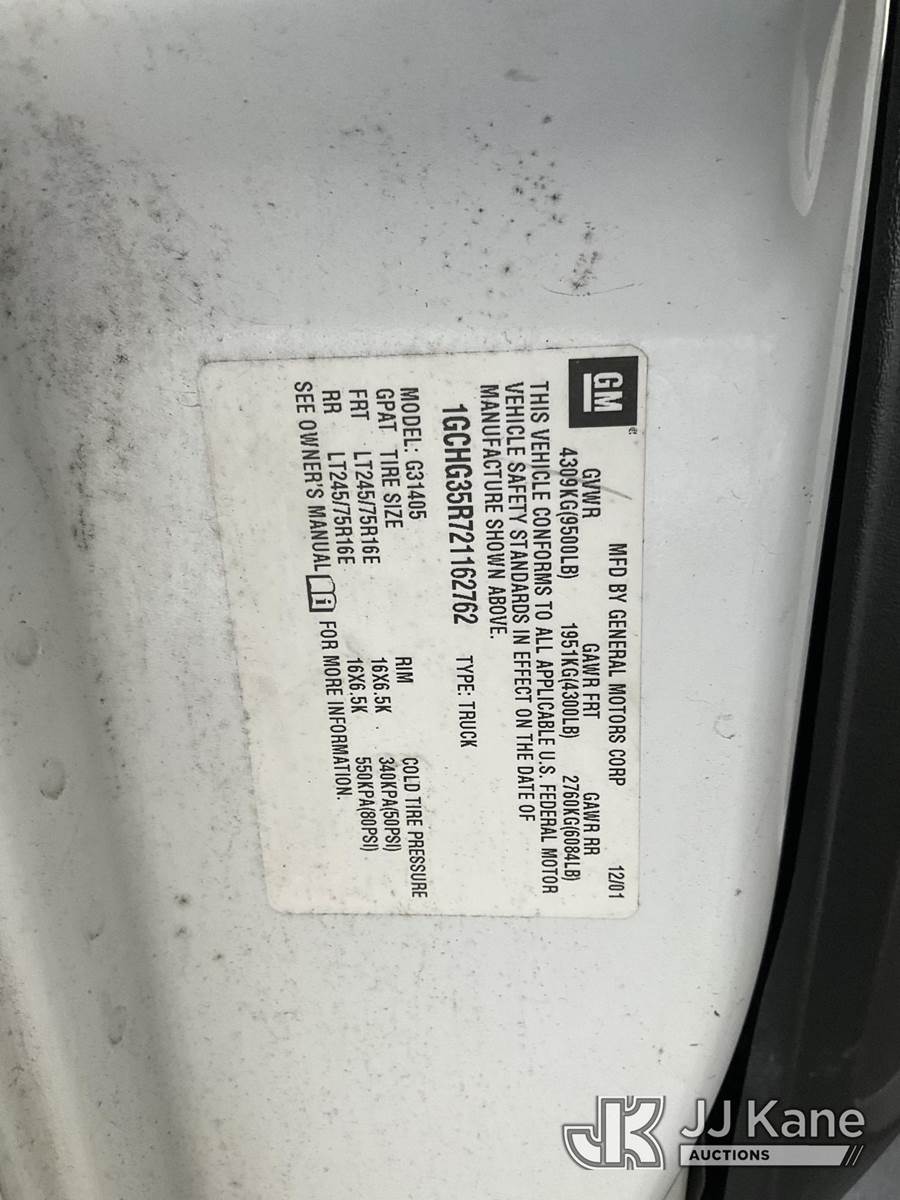 GM
MFD BY GENERAL MOTORS CORP 12/01
GVWR GAWR FRT GAWR RR
4309KG(9500LB) 1951KG(4300LB) 2760KG(6084LB)
THIS VEHICLE CONFORMS TO ALL APPLICABLE U.S. FEDERAL MOTOR
VEHICLE SAFETY STANDARDS IN EFFECT ON THE DATE OF
MANUFACTURE SHOWN ABOVE.
1GCHG35R721162762 TYPE: TRUCK
MODEL: G31405
GPAT TIRE SIZE RIM COLD TIRE PRESSURE
FRT LT245/75R16E 16X6.5K 340KPA(50PSI)
RR LT245/75R16E 16X6.5K 550KPA(80PSI)
SEE OWNER'S MANUAL FOR MORE INFORMATION.
JK JJ Kane
AUCTIONS